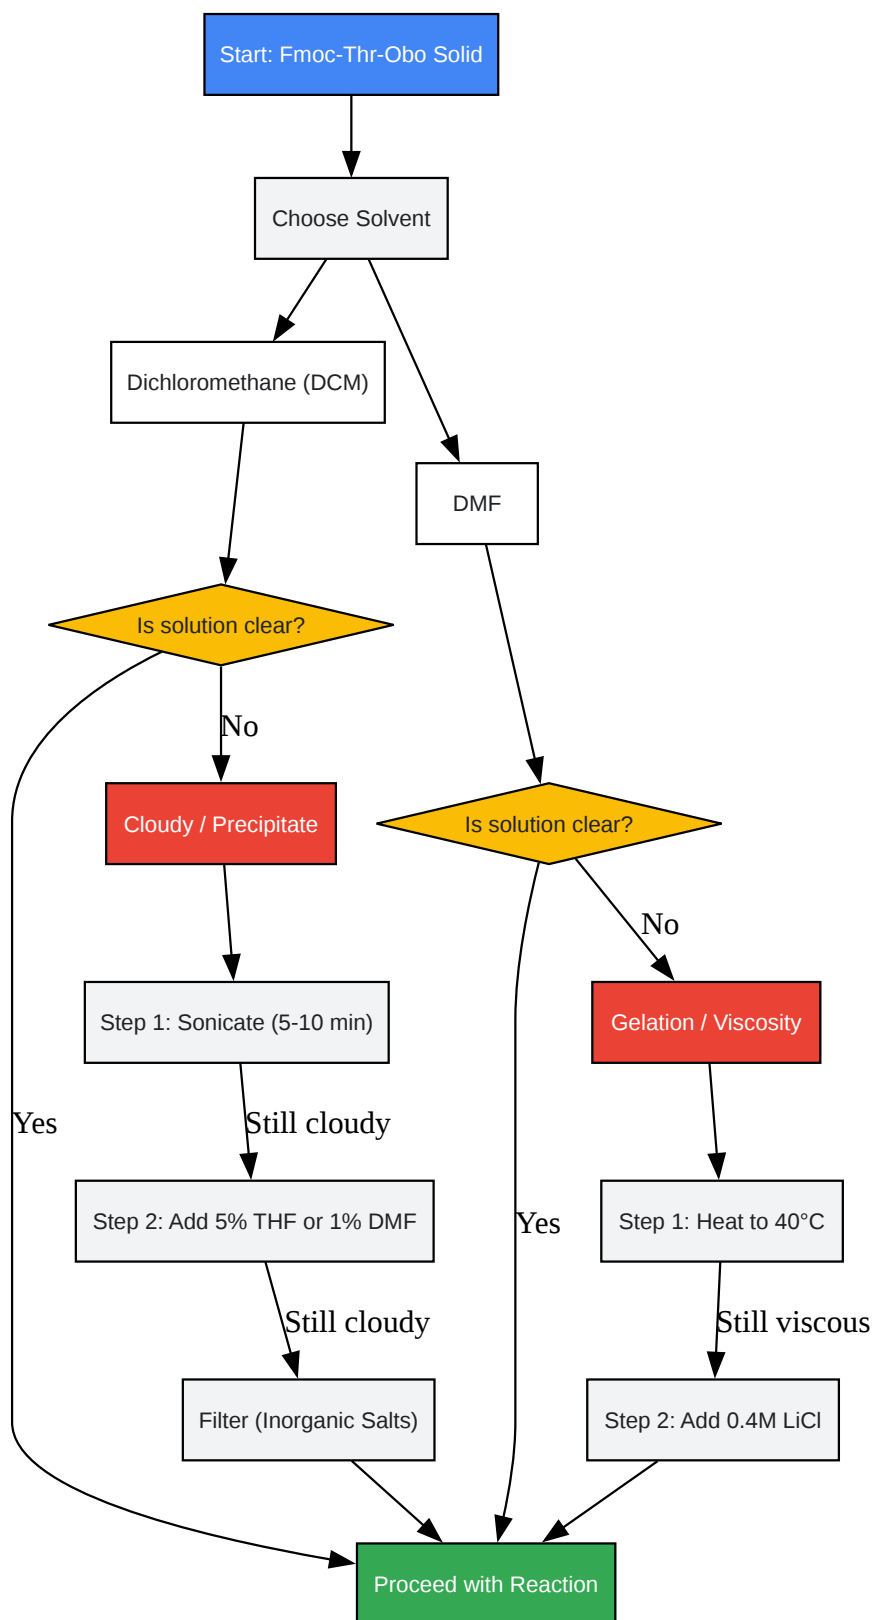 Start: Fmoc-Thr-Obo Solid
Choose Solvent
Dichloromethane (DCM)
DMF
Is solution clear?
No
Cloudy / Precipitate
Is solution clear?
No
Step 1: Sonicate (5-10 min)
Gelation / Viscosity
Yes
Still cloudy
Step 2: Add 5% THF or 1% DMF
Yes
Step 1: Heat to 40°C
Still cloudy
Still viscous
Filter (Inorganic Salts)
Step 2: Add 0.4M LiCl
Proceed with Reaction